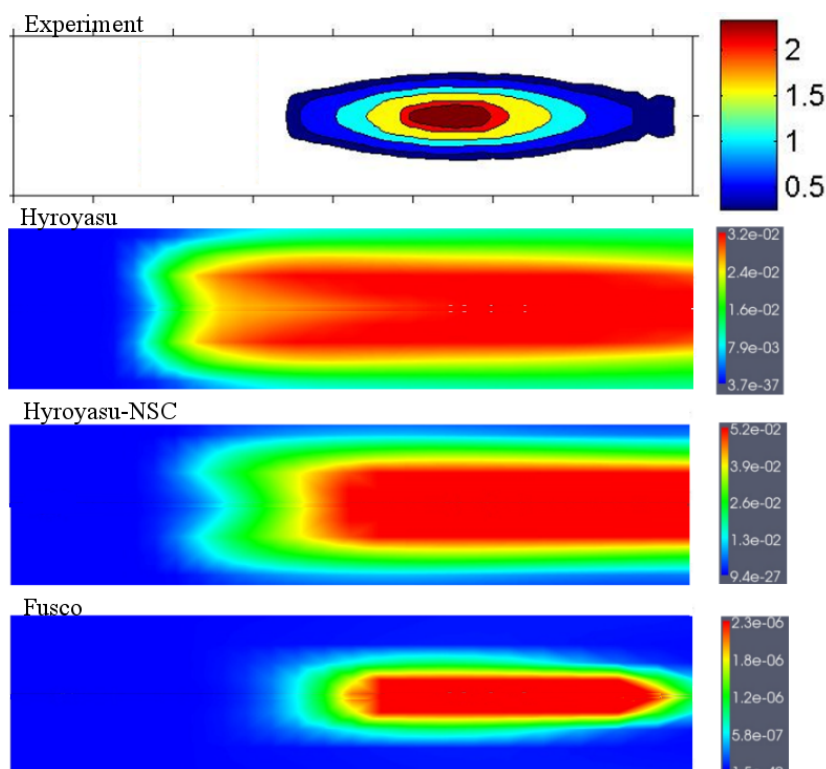 Experiment
2
1.5
1
0.5
Hyroyasu
3.2e-02
2.4e-02
1.6e-02
7.9e-03
3.7e-37
Hyroyasu-NSC
5.2e-02
3.9e-02
2.6e-02
1.3e-02
9.4e-27
Fusco
2.3e-06
1.8e-06
1.2e-06
5.8e-07